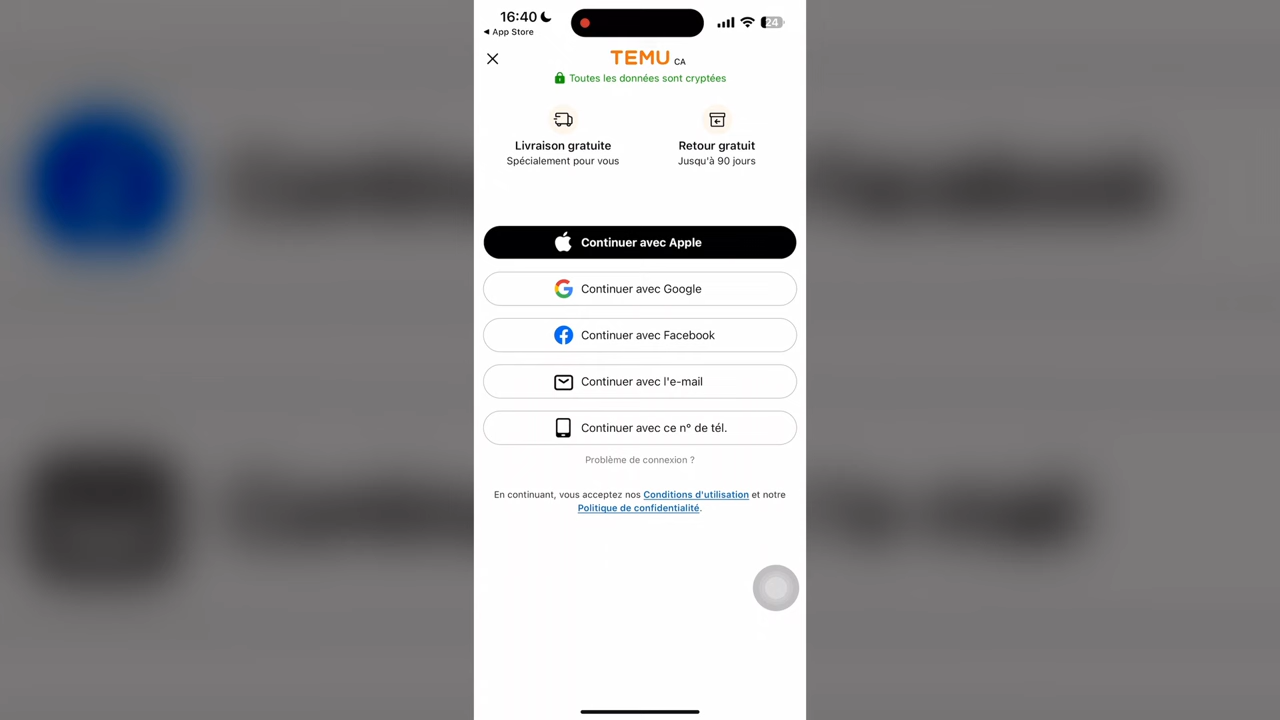 16:40
24
◀ App Store
TEMU CA
Toutes les données sont cryptées
Livraison gratuite
Spécialement pour vous
Retour gratuit
Jusqu'à 90 jours
Continuer avec Apple
Continuer avec Google
Continuer avec Facebook
Continuer avec l'e-mail
Continuer avec ce n° de tél.
Problème de connexion ?
En continuant, vous acceptez nos Conditions d'utilisation et notre
Politique de confidentialité.